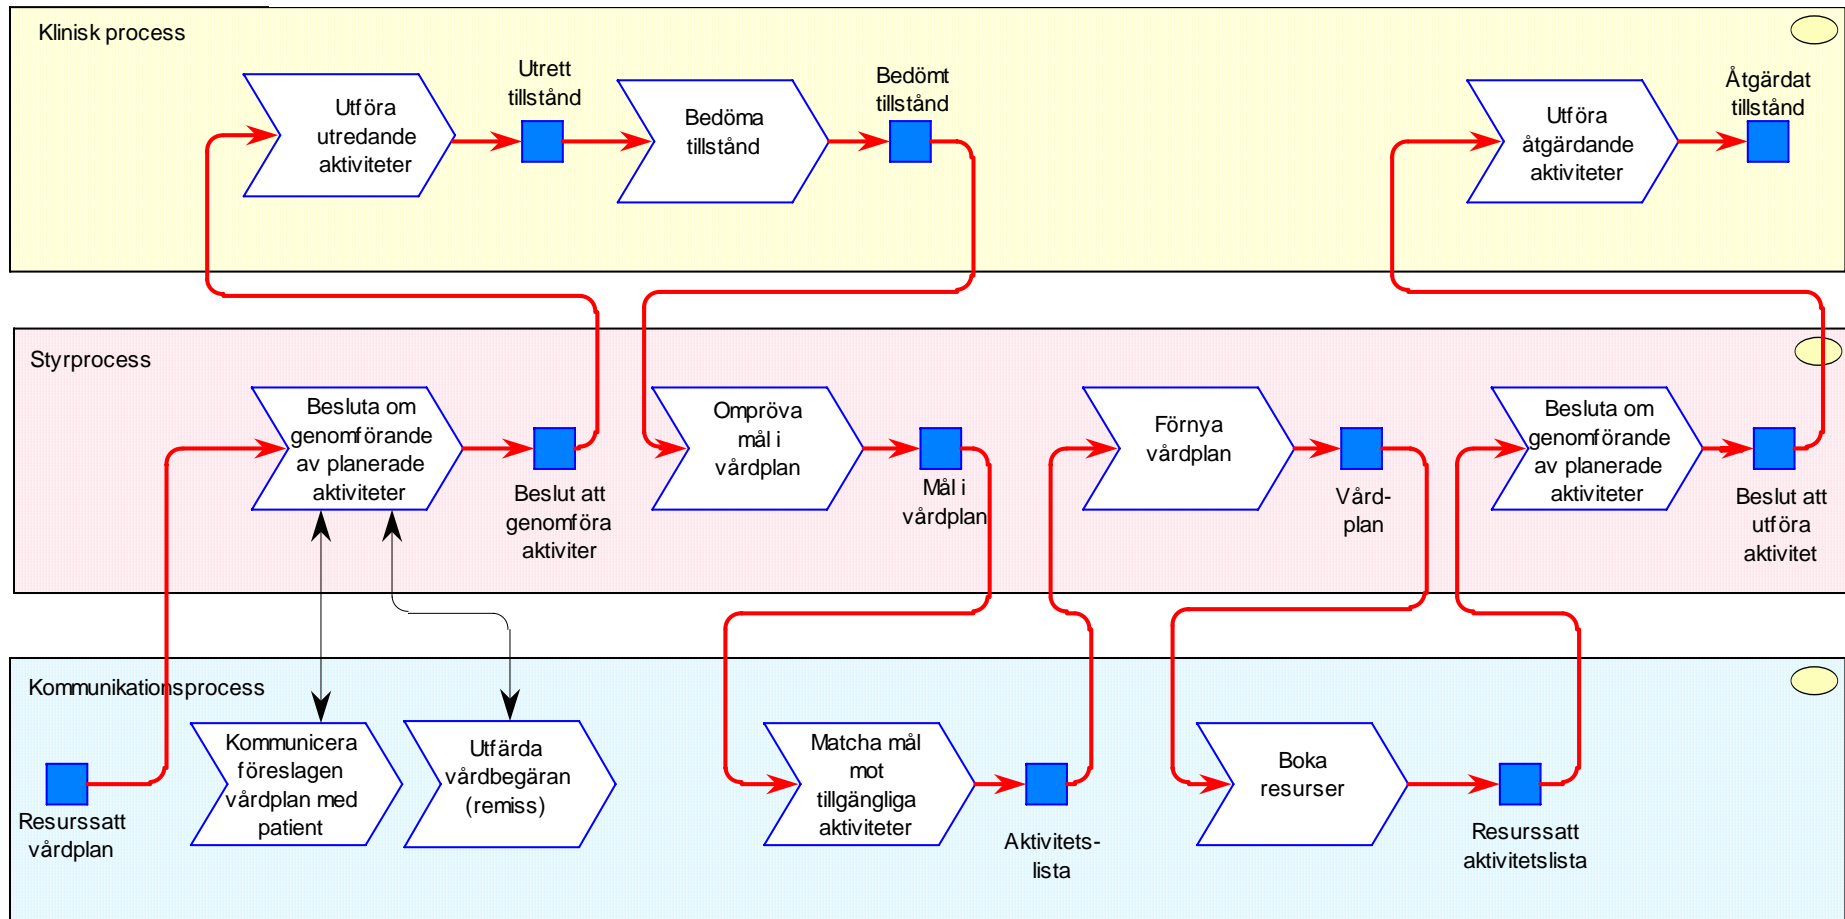 Klinisk process
Utföra
utredande
aktiviteter
Utrett
tillstånd
Bedöma
tillstånd
Bedömt
tillstånd
Utföra
åtgärdande
aktiviteter
Åtgärdat
tillstånd
Styrprocess
Besluta om
genomförande
av planerade
aktiviteter
Beslut att
genomföra
aktiviter
Ompröva
mål i
vårdplan
Mål i
vårdplan
Förnya
vårdplan
Vård-
plan
Besluta om
genomförande
av planerade
aktiviteter
Beslut att
utföra
aktivitet
Kommunikationsprocess
Resurssatt
vårdplan
Kommunicera
föreslagen
vårdplan med
patient
Utfärda
vårdbegäran
(remiss)
Matcha mål
mot
tillgängliga
aktiviteter
Aktivitets-
lista
Boka
resurser
Resurssatt
aktivitetslista